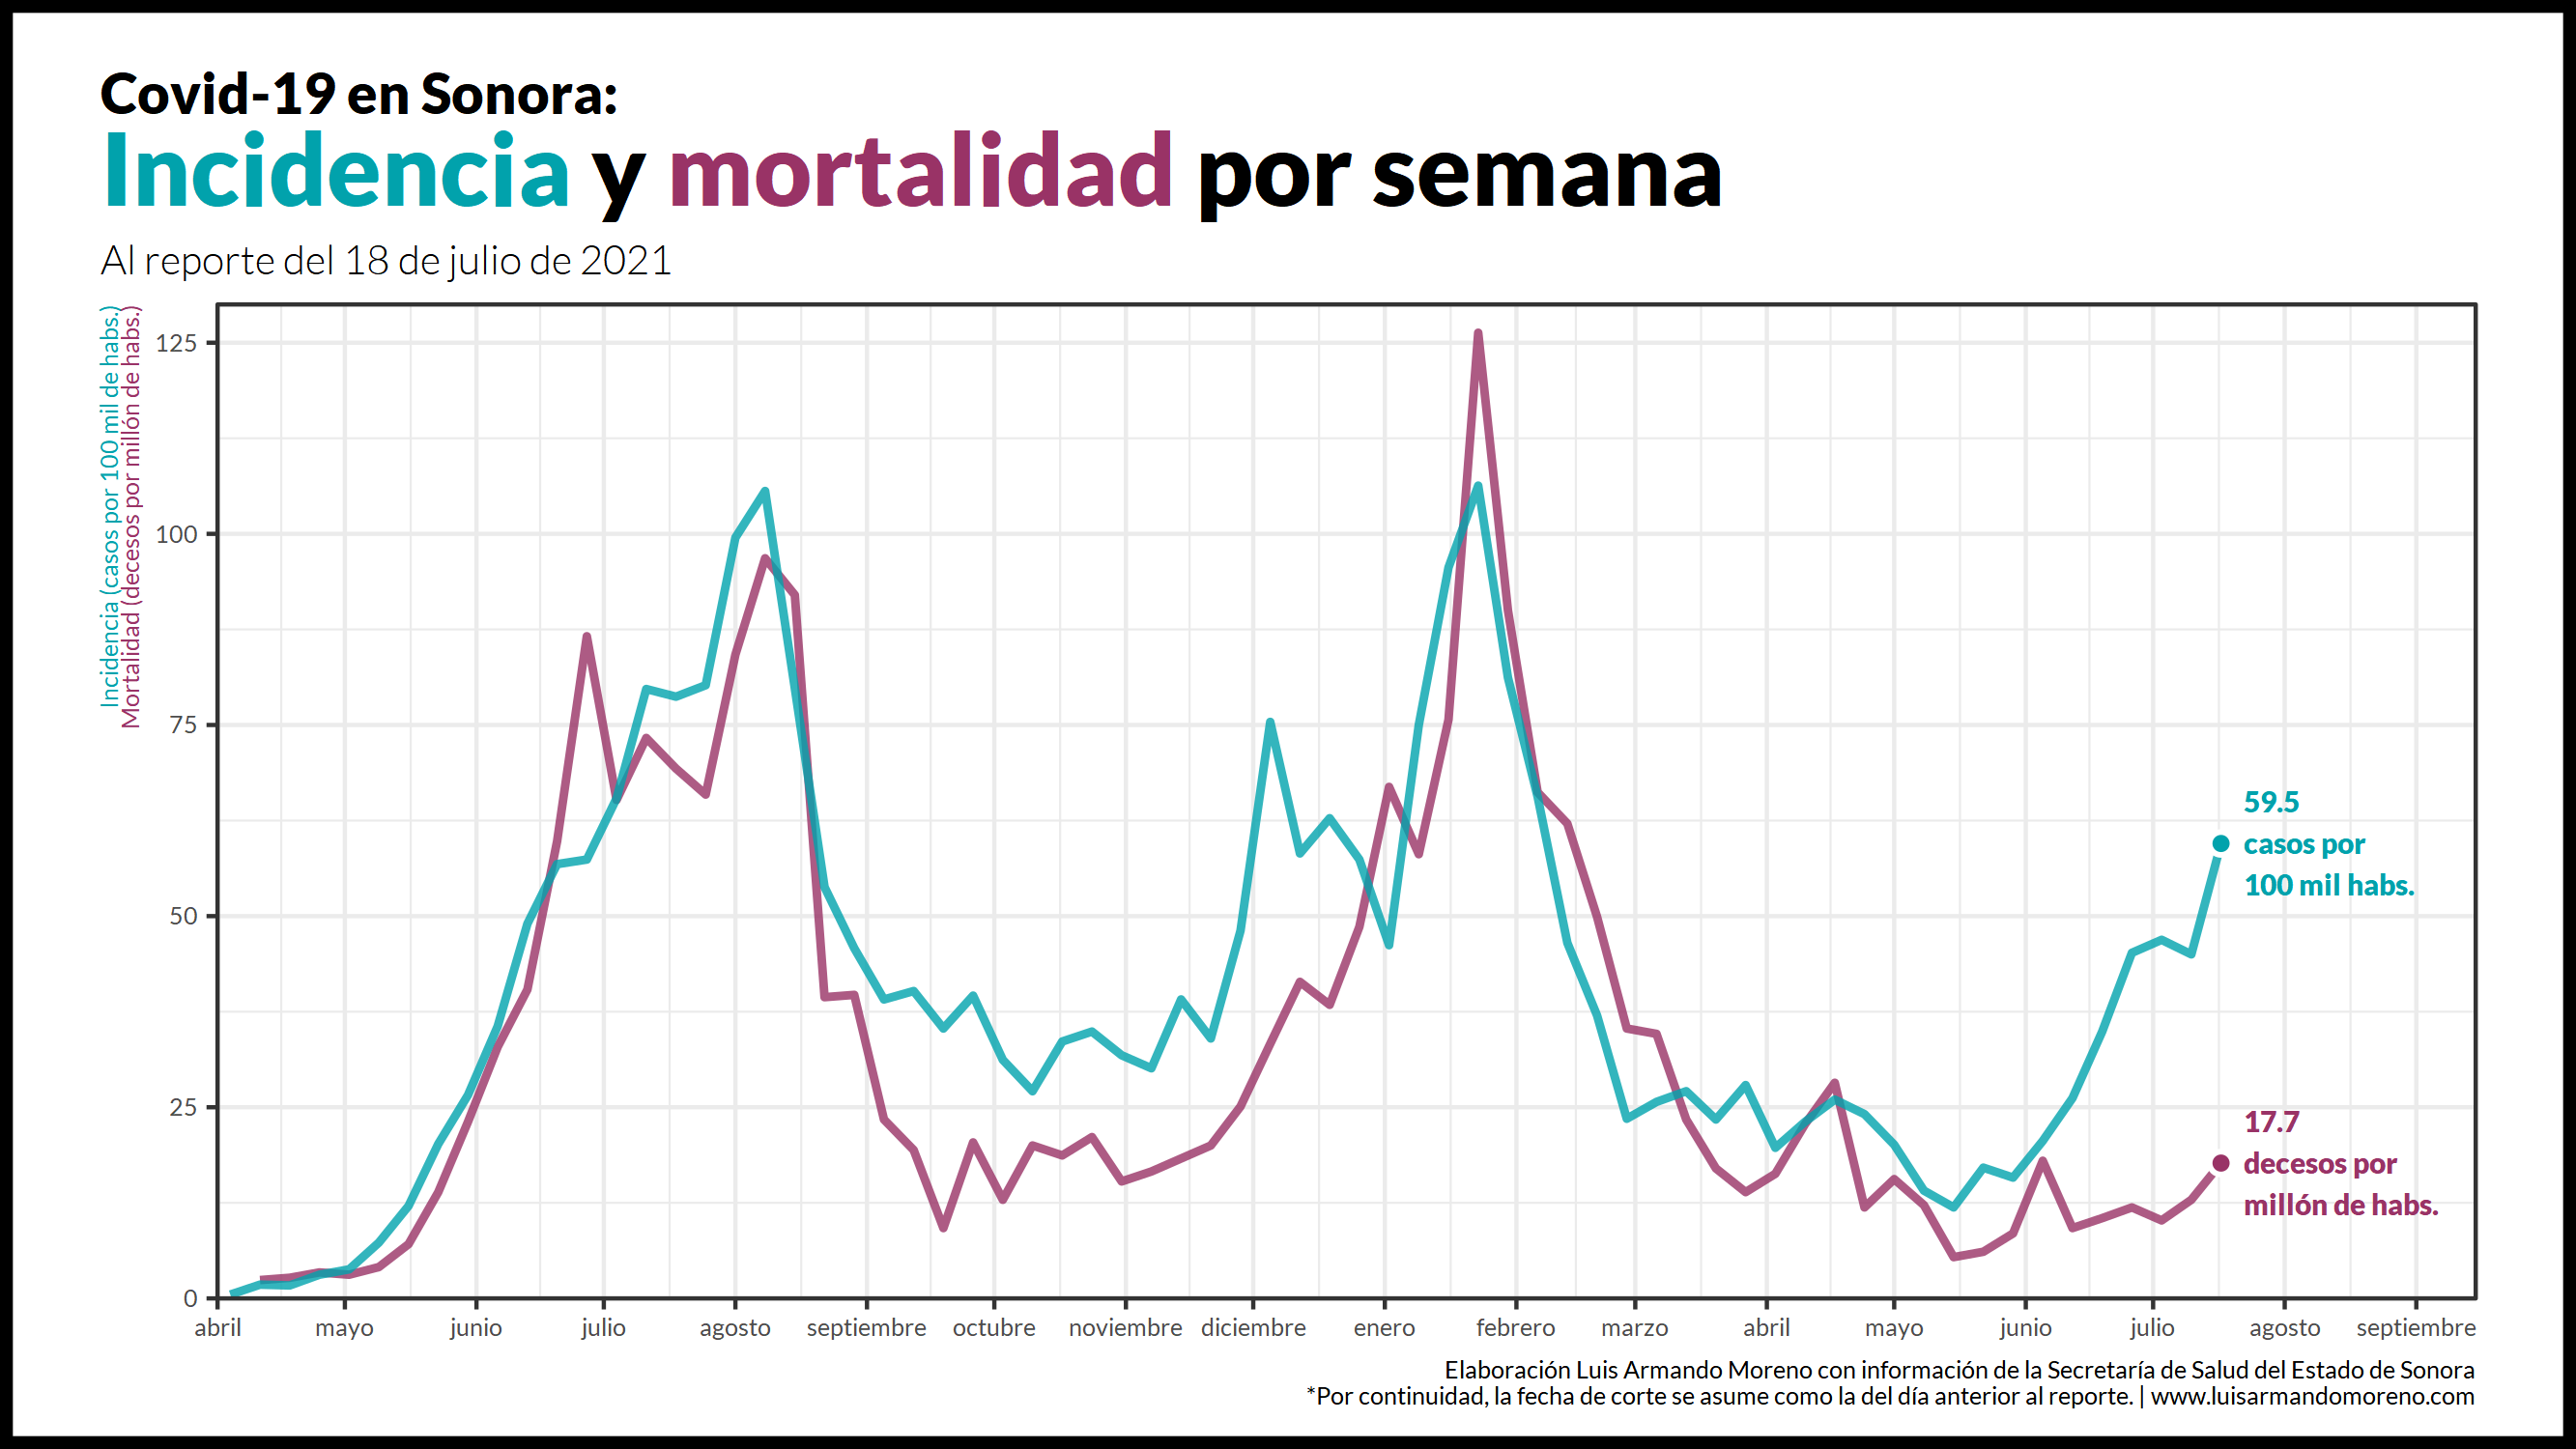 Covid-19 en Sonora:
Incidencia y mortalidad por semana
Al reporte del 18 de julio de 2021
Incidencia (casos por 100 mil de habs.)
Mortalidad (decesos por millón de habs.)
125
100
75
50
25
0
59.5
casos por
100 mil habs.
17.7
decesos por
millón de habs.
abril mayo junio julio agosto septiembre octubre noviembre diciembre enero febrero marzo abril mayo junio julio agosto septiembre
Elaboración Luis Armando Moreno con información de la Secretaría de Salud del Estado de Sonora
*Por continuidad, la fecha de corte se asume como la del día anterior al reporte. | www.luisarmandomoreno.com